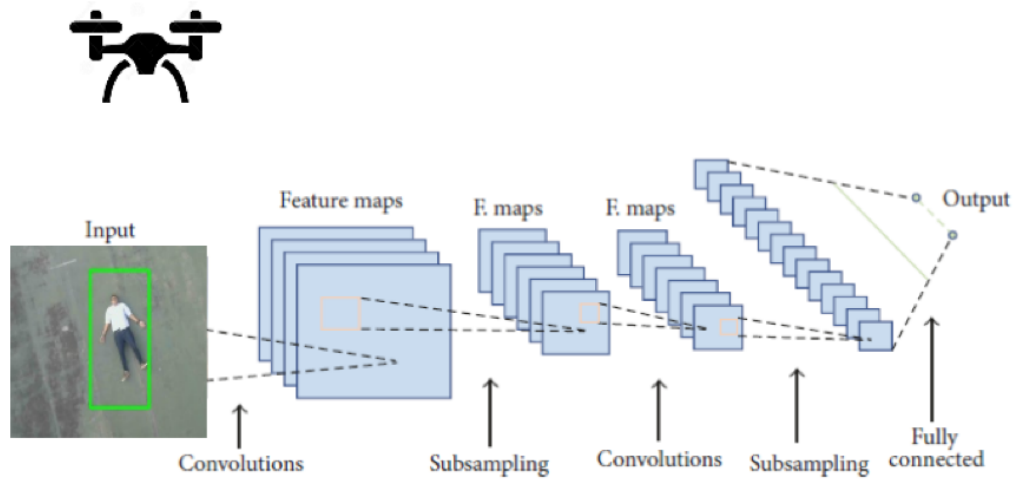 Feature maps
F. maps
F. maps
Output
Input
Convolutions
Subsampling
Convolutions
Subsampling
Fully
connected